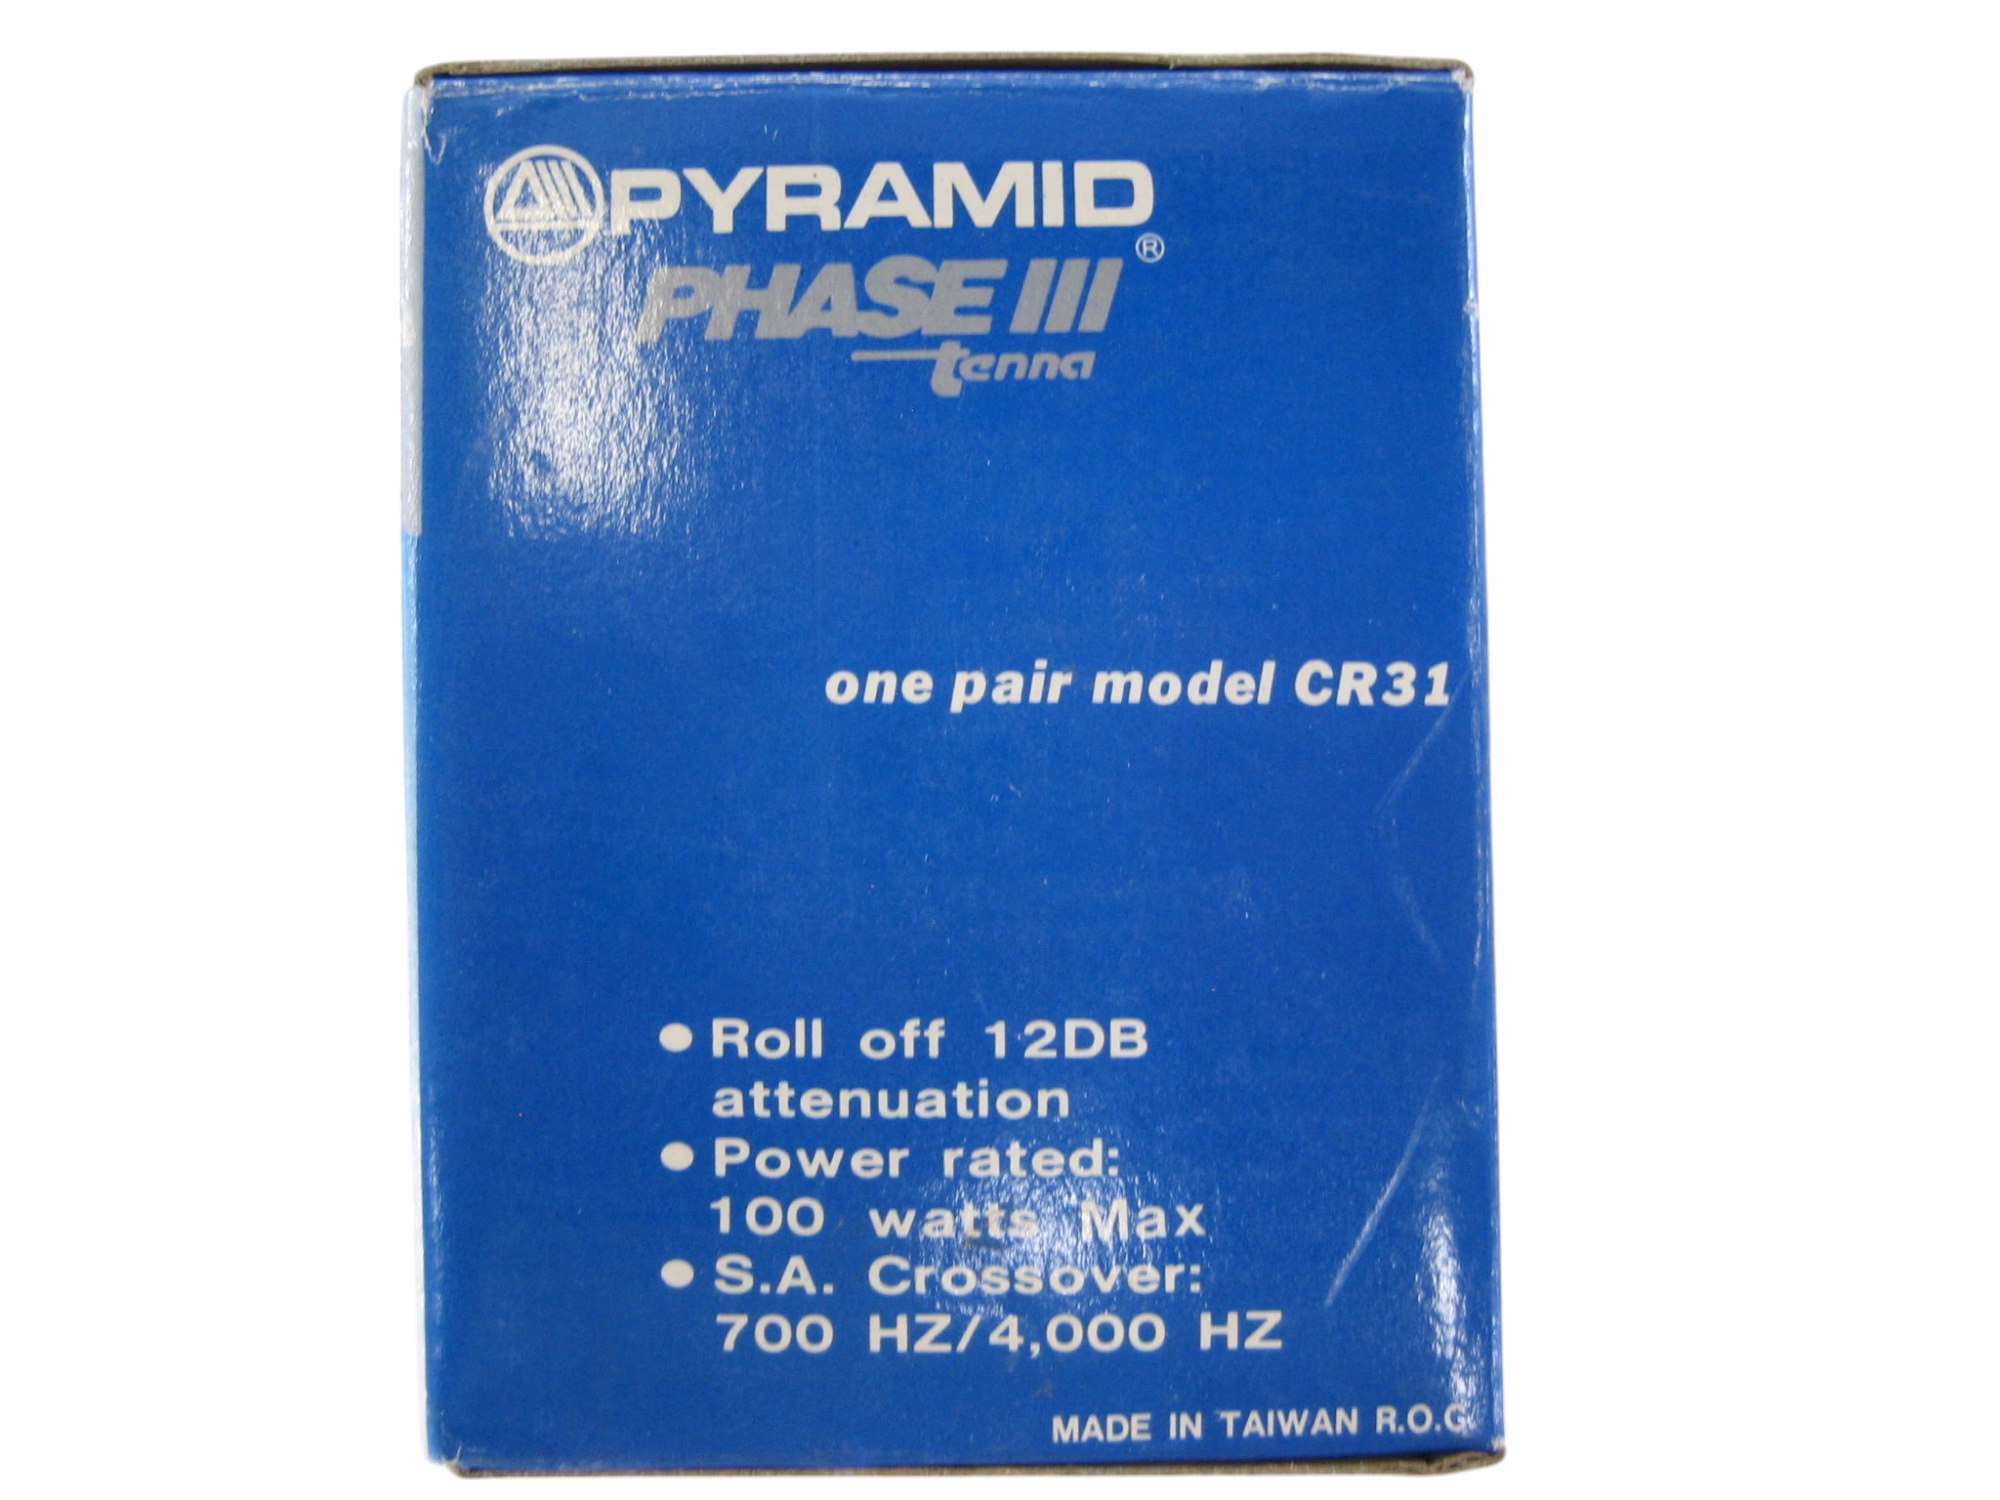 PYRAMID
PHASE III ®
tenna
one pair model CR31
● Roll off 12DB
attenuation
● Power rated:
100 watts Max
● S.A. Crossover:
700 HZ/4,000 HZ
MADE IN TAIWAN R.O.C